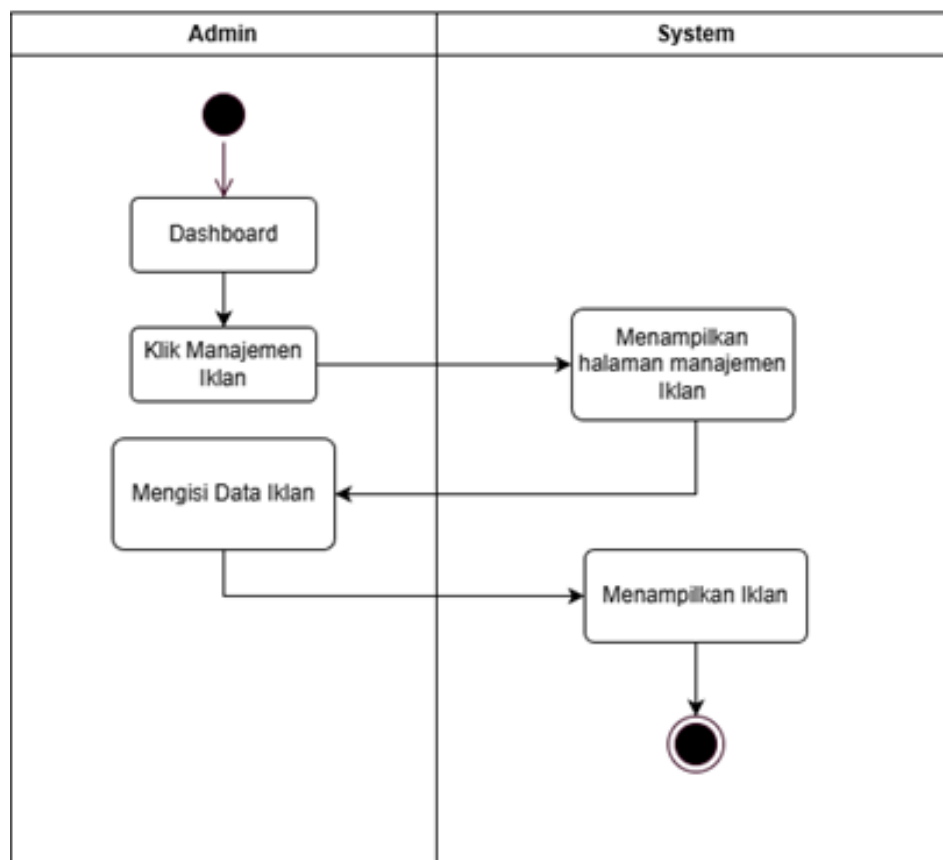 Admin
System
Dashboard
Klik Manajemen
Iklan
Menampilkan
halaman manajemen
Iklan
Mengisi Data Iklan
Menampilkan Iklan